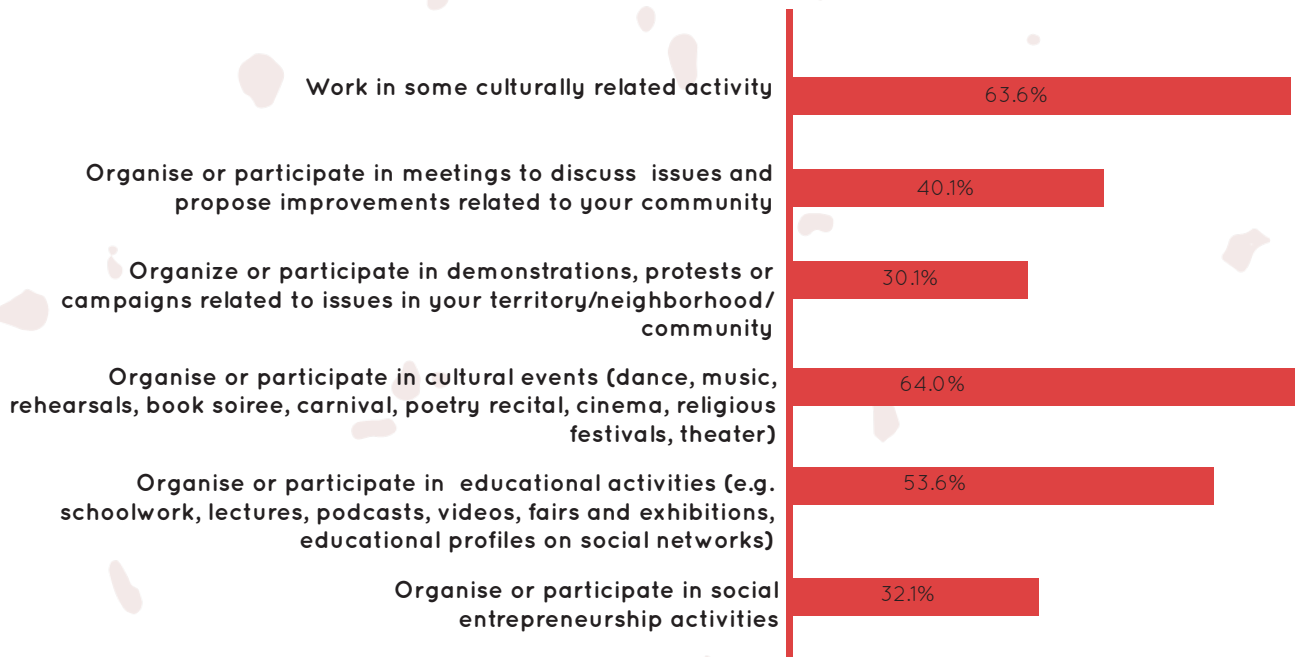 Work in some culturally related activity
63.6%
Organise or participate in meetings to discuss issues and
propose improvements related to your community
40.1%
Organize or participate in demonstrations, protests or
campaigns related to issues in your territory/neighborhood/
community
30.1%
Organise or participate in cultural events (dance, music,
rehearsals, book soiree, carnival, poetry recital, cinema, religious
festivals, theater)
64.0%
Organise or participate in educational activities (e.g.
schoolwork, lectures, podcasts, videos, fairs and exhibitions,
educational profiles on social networks)
53.6%
Organise or participate in social
entrepreneurship activities
32.1%